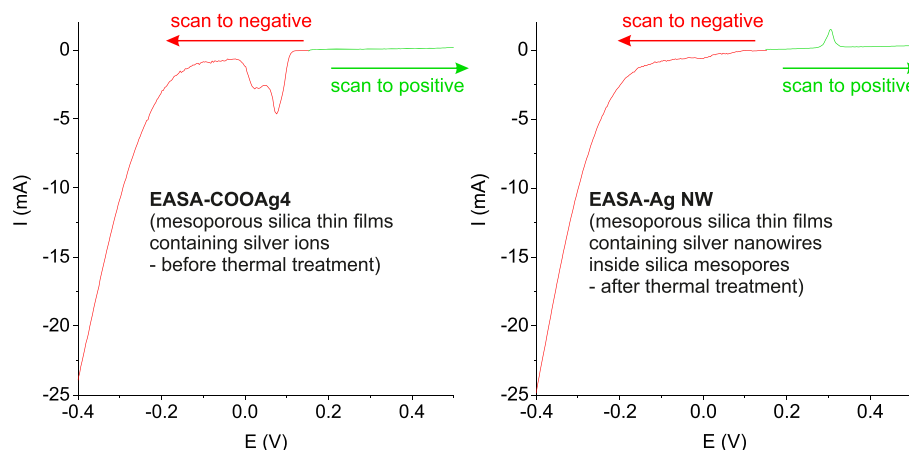 scan to negative
0
-5
-10
-15
-20
-25
I (mA)
scan to positive
EASA-COOAg4
(mesoporous silica thin films
containing silver ions
- before thermal treatment)
-0.4 -0.2 0.0 0.2 0.4
E (V)
scan to negative
0
-5
-10
-15
-20
-25
I (mA)
scan to positive
EASA-Ag NW
(mesoporous silica thin films
containing silver nanowires
inside silica mesopores
- after thermal treatment)
-0.4 -0.2 0.0 0.2 0.4
E (V)